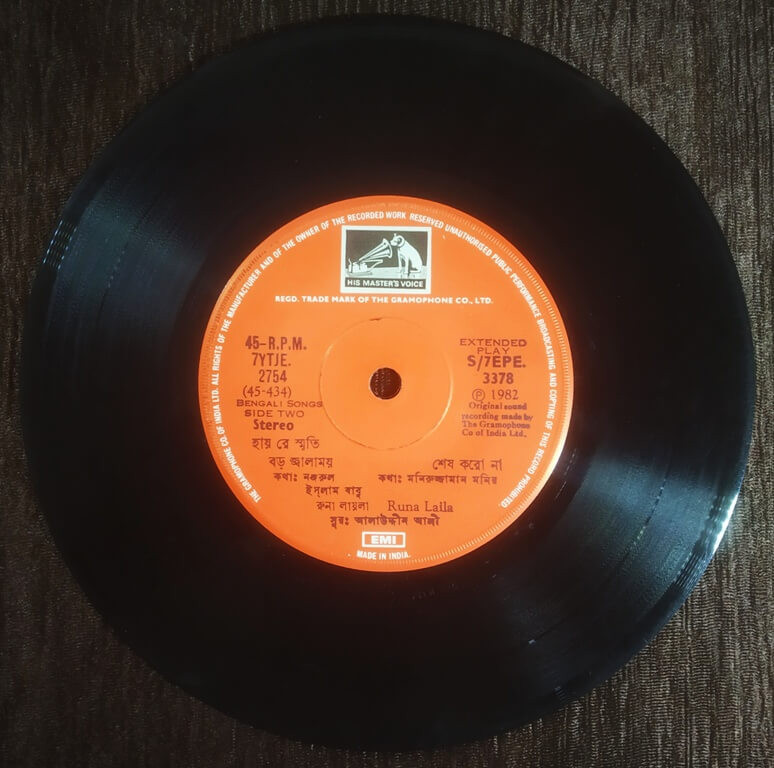 THE GRAMOPHONE CO. OF INDIA LTD. ALL RIGHTS OF THE MANUFACTURER AND OF THE OWNER OF THE RECORDED WORK RESERVED UNAUTHORISED PUBLIC PERFORMANCE BROADCASTING AND COPYING OF THIS RECORD PROHIBITED.
HIS MASTER'S VOICE
REGD. TRADE MARK OF THE GRAMOPHONE CO., LTD.
45-R.P.M.
7YTJE.
2754
(45-434)
BENGALI SONGS
SIDE TWO
Stereo
EXTENDED
PLAY
S/7EPE.
3378
Ⓟ 1982
Original sound
recording made by
The Gramophone
Co of India Ltd.
হায় রে স্মৃতি
বড় জ্বালাময়
কথাঃ নজরুল
ইস্‌লাম বাবু
শেষ করো না
কথাঃ মনিরুজ্জামান মনির
রুনা লায়লা Runa Laila
সুরঃ আলাউদ্দীন আলী
EMI
MADE IN INDIA.